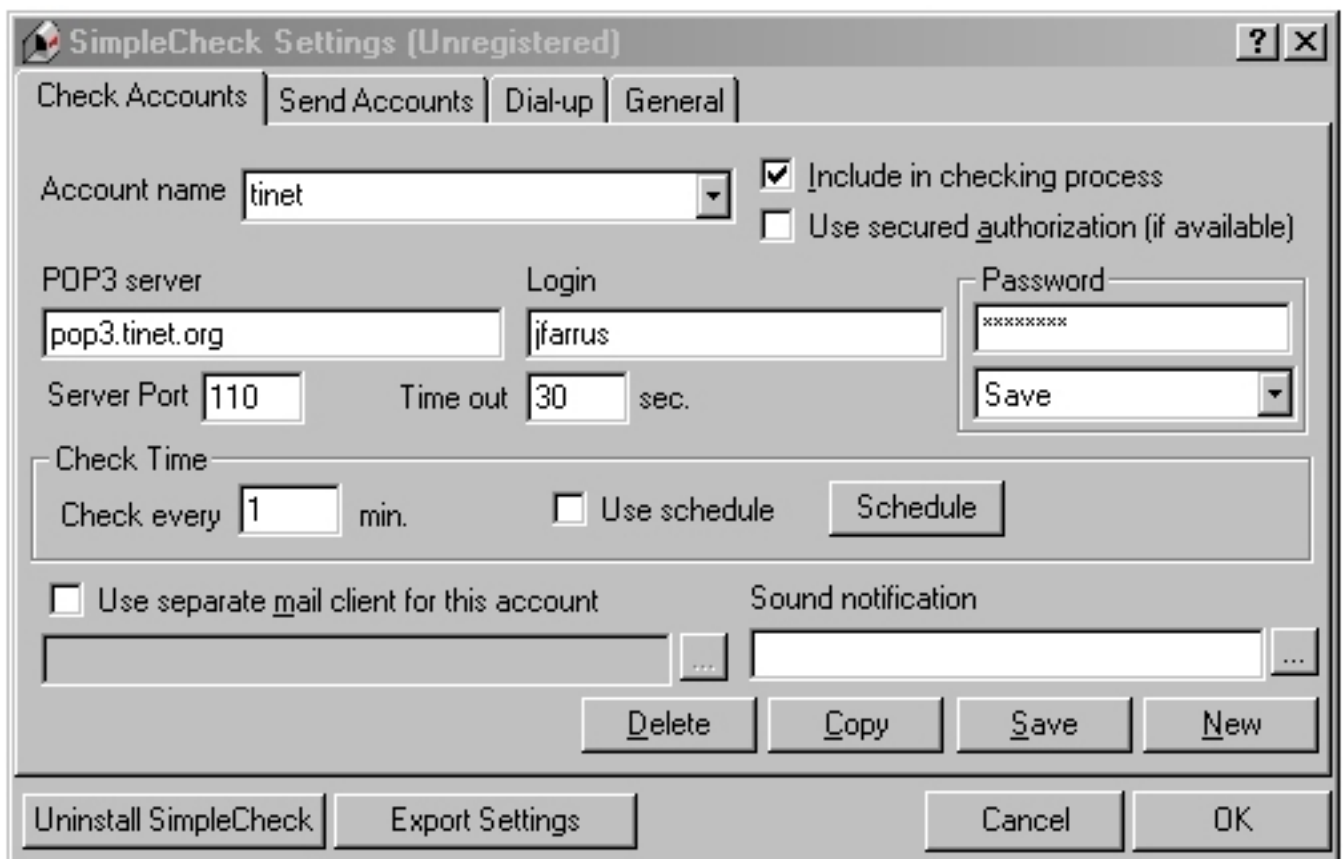 SimpleCheck Settings (Unregistered)
Check Accounts Send Accounts Dial-up General
Account name tinet
Include in checking process
Use secured authorization (if available)
POP3 server Login Password
pop3.tinet.org jfarrus ********
Server Port 110 Time out 30 sec. Save
Check Time
Check every 1 min. Use schedule Schedule
Use separate mail client for this account Sound notification
... ...
Delete Copy Save New
Uninstall SimpleCheck Export Settings Cancel OK